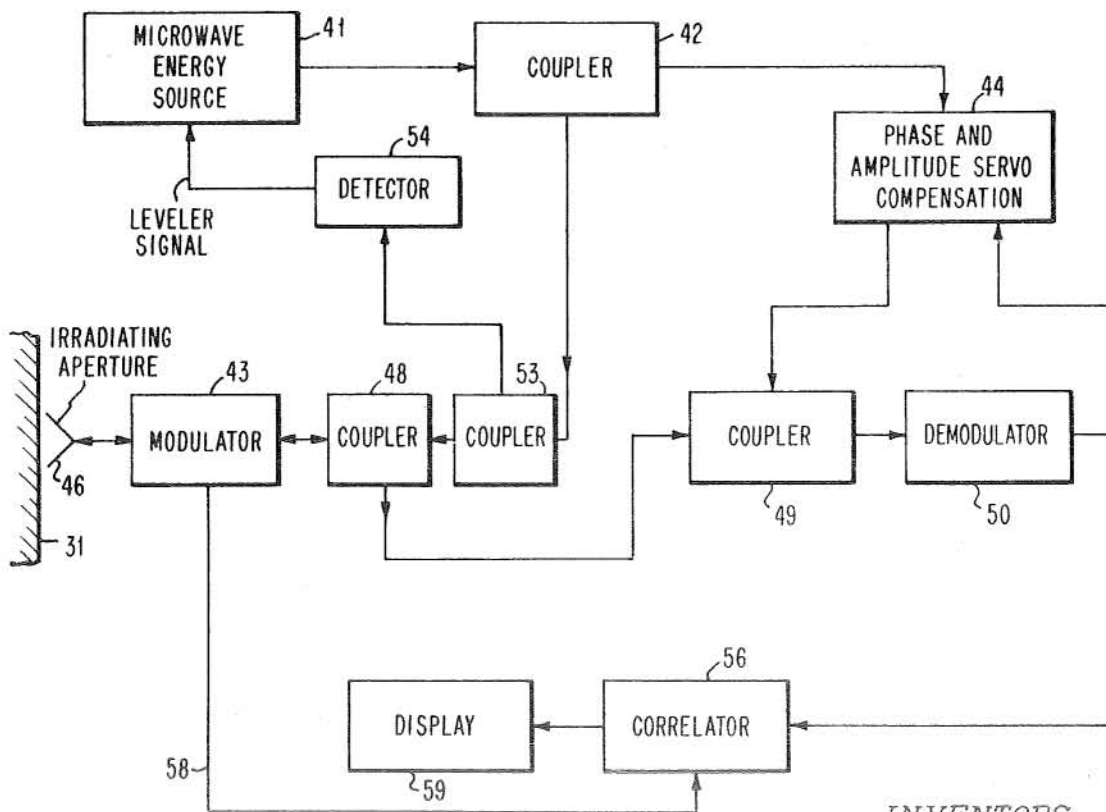 MICROWAVE
ENERGY
SOURCE
41
COUPLER
42
44
PHASE AND
AMPLITUDE SERVO
COMPENSATION
54
DETECTOR
LEVELER
SIGNAL
IRRADIATING
APERTURE
43
MODULATOR
48
COUPLER
53
COUPLER
COUPLER
49
DEMODULATOR
50
46
31
56
CORRELATOR
DISPLAY
59
58
INVENTORS